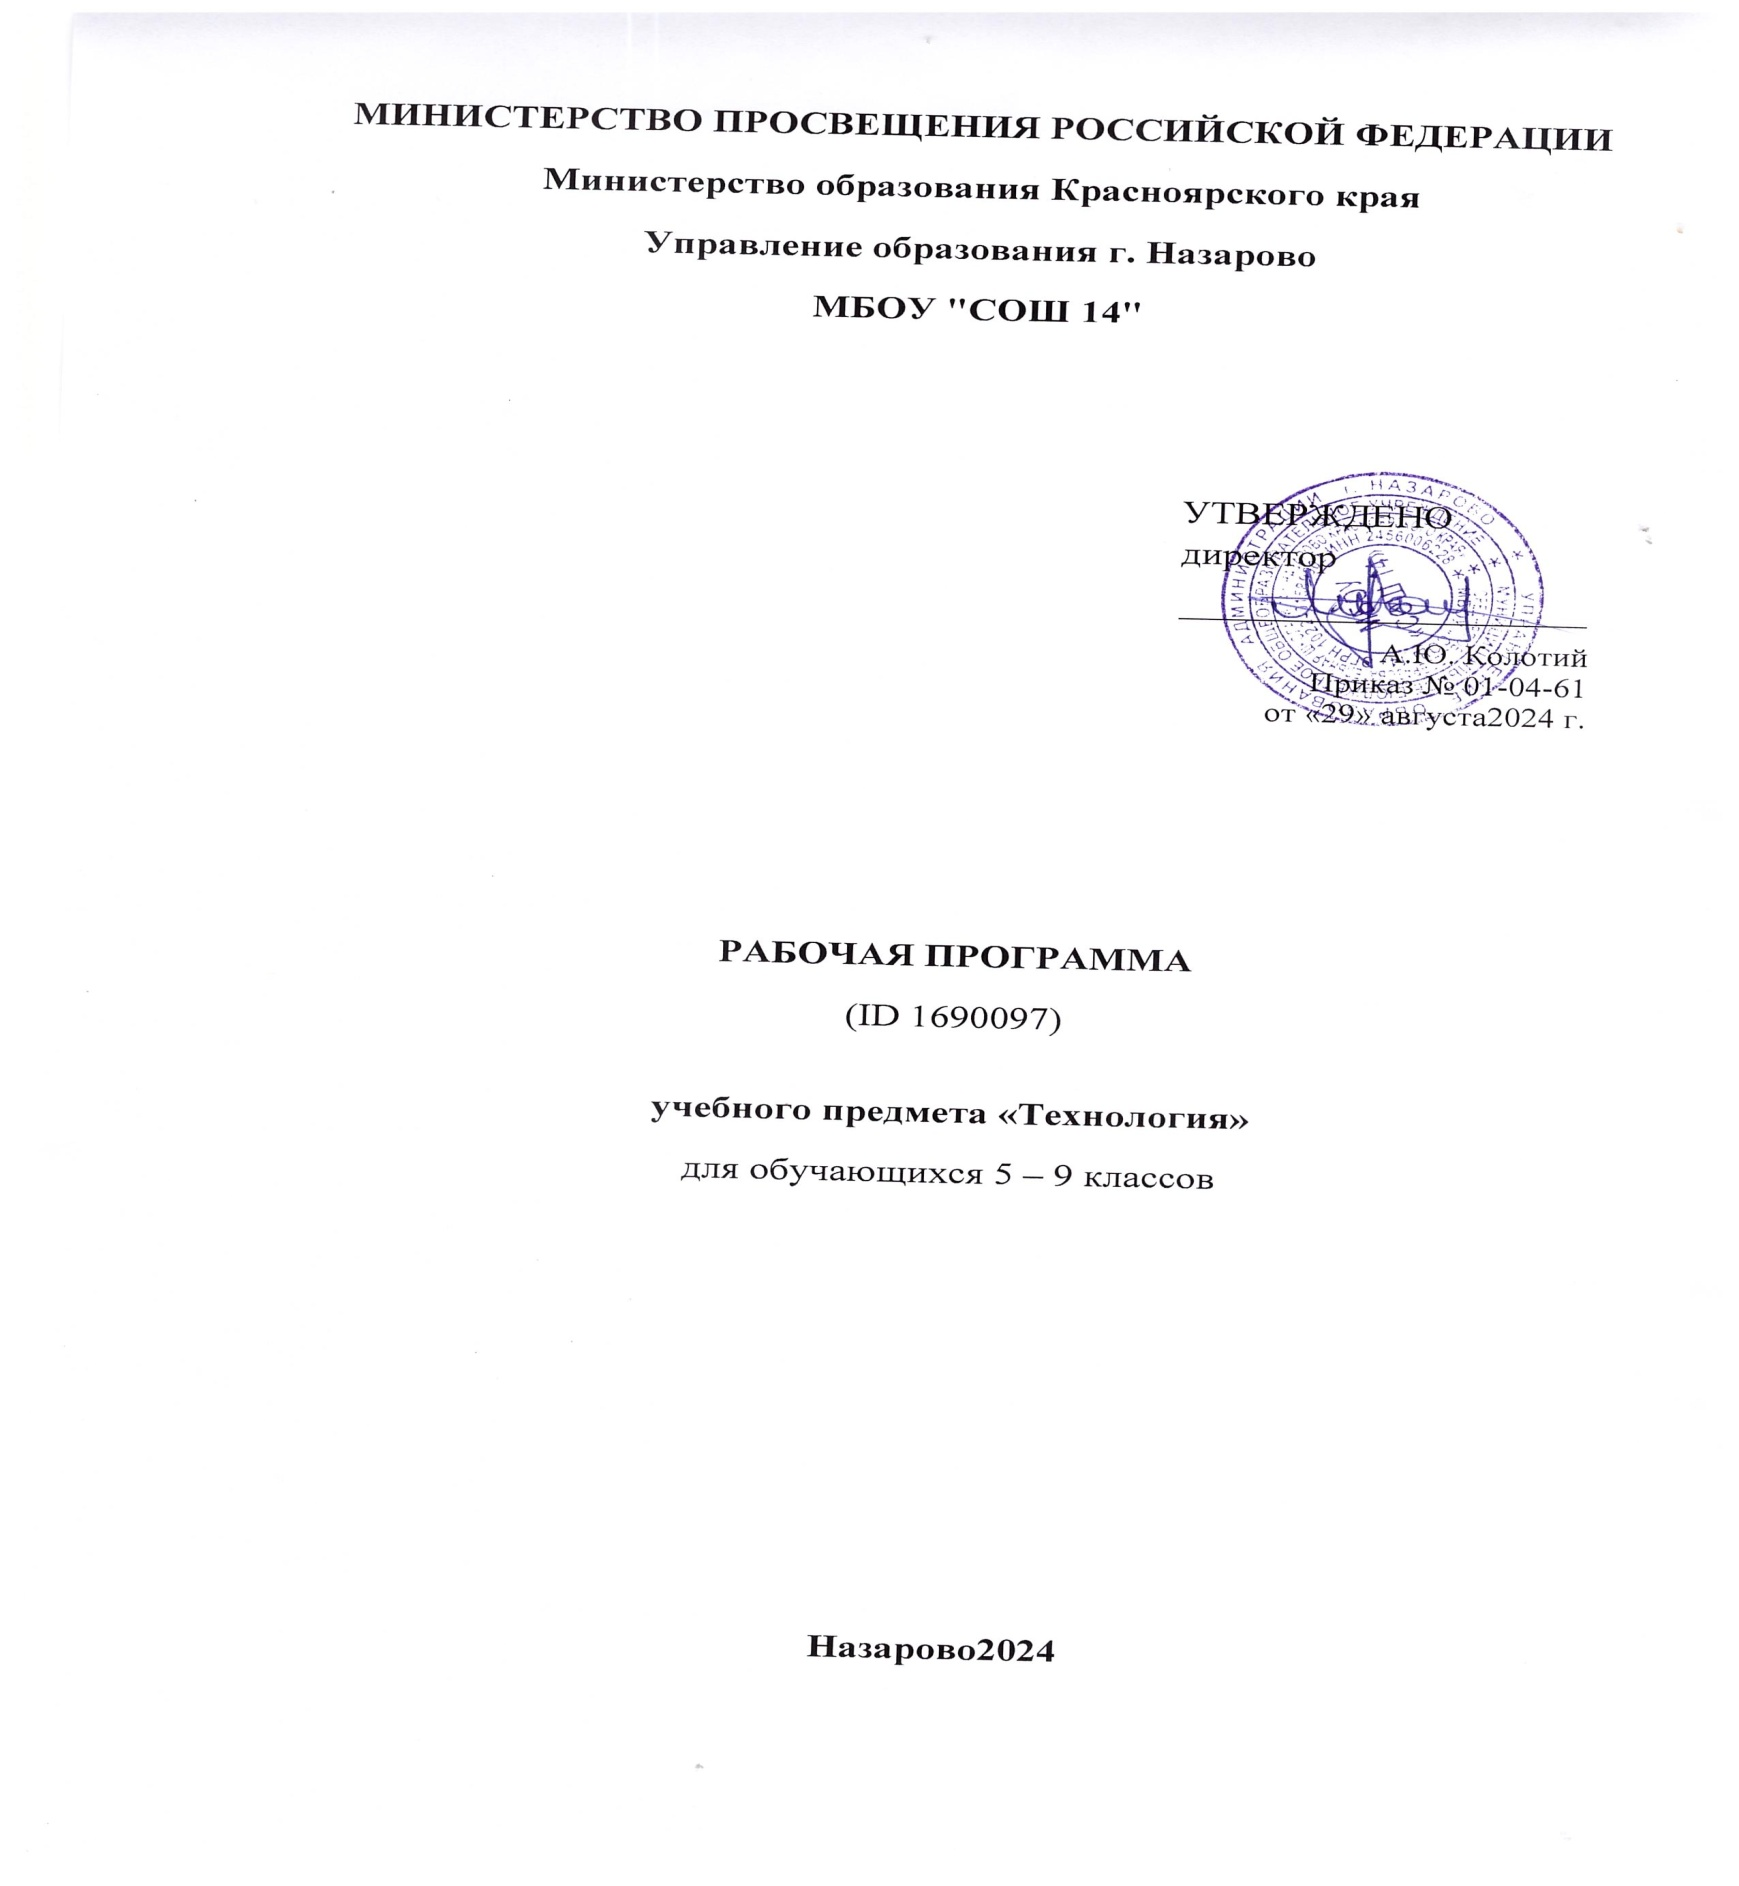 МИНИСТЕРСТВО ПРОСВЕЩЕНИЯ РОССИЙСКОЙ ФЕДЕРАЦИИ
Министерство образования Красноярского края
Управление образования г. Назарово
МБОУ "СОШ 14"
УТВЕРЖДЕНО
директор
А.Ю. Колотий
Приказ № 01-04-61
от «29» августа2024 г.
РАБОЧАЯ ПРОГРАММА
(ID 1690097)
учебного предмета «Технология»
для обучающихся 5 – 9 классов
Назарово2024